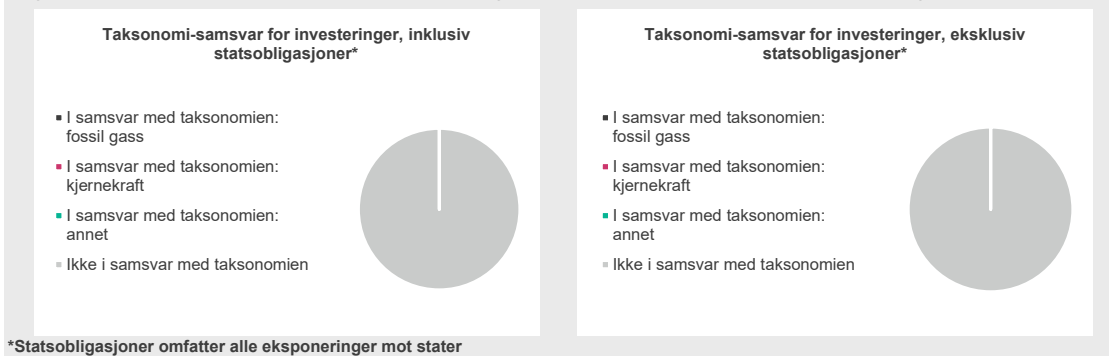 Taksonomi-samsvar for investeringer, inklusiv
statsobligasjoner*
I samsvar med taksonomien:
fossil gass
I samsvar med taksonomien:
kjernekraft
I samsvar med taksonomien:
annet
Ikke i samsvar med taksonomien
Taksonomi-samsvar for investeringer, eksklusiv
statsobligasjoner*
I samsvar med taksonomien:
fossil gass
I samsvar med taksonomien:
kjernekraft
I samsvar med taksonomien:
annet
Ikke i samsvar med taksonomien
*Statsobligasjoner omfatter alle eksponeringer mot stater